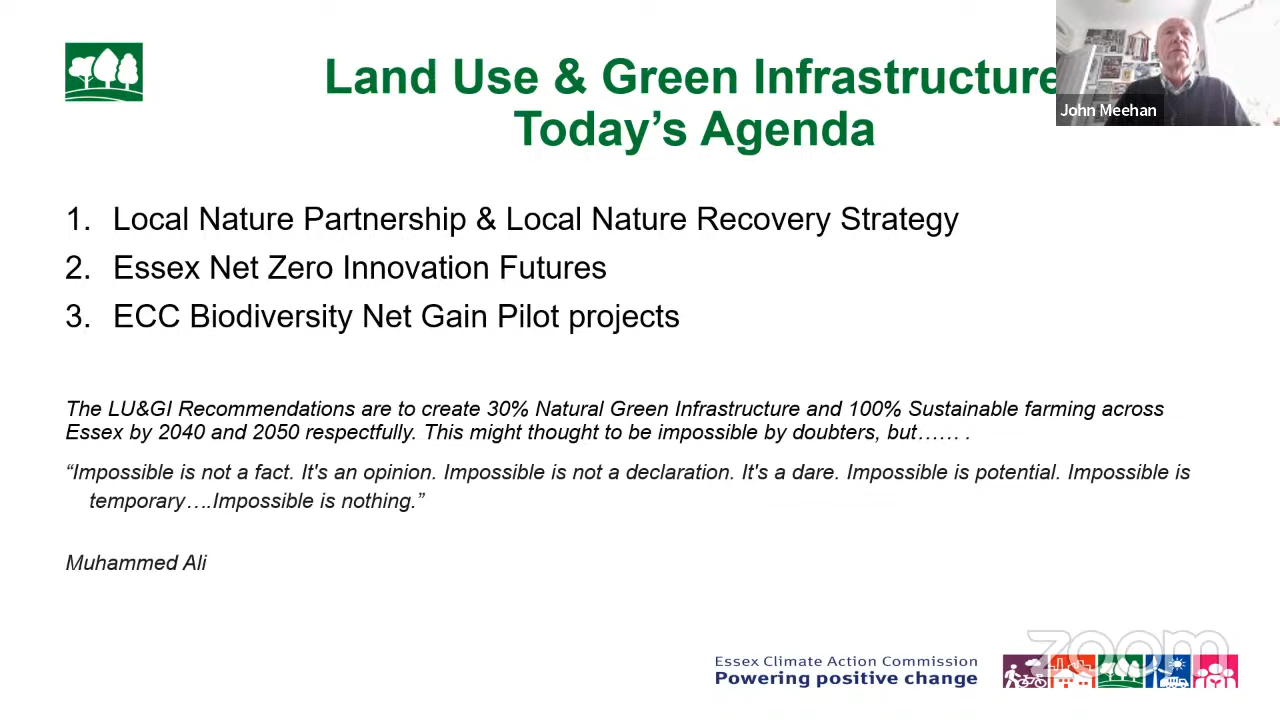 Land Use & Green Infrastructure
Today’s Agenda
John Meehan
1. Local Nature Partnership & Local Nature Recovery Strategy
2. Essex Net Zero Innovation Futures
3. ECC Biodiversity Net Gain Pilot projects
The LU&GI Recommendations are to create 30% Natural Green Infrastructure and 100% Sustainable farming across
Essex by 2040 and 2050 respectfully. This might thought to be impossible by doubters, but…… .
“Impossible is not a fact. It's an opinion. Impossible is not a declaration. It's a dare. Impossible is potential. Impossible is
temporary….Impossible is nothing.”
Muhammed Ali
Essex Climate Action Commission
Powering positive change
zoom